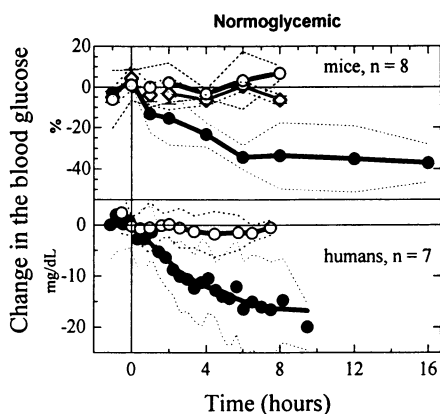 Normoglycemic
Change in the blood glucose
%
20
0
-20
-40
mice, n = 8
mg/dL
0
-10
-20
humans, n = 7
0 4 8 12 16
Time (hours)